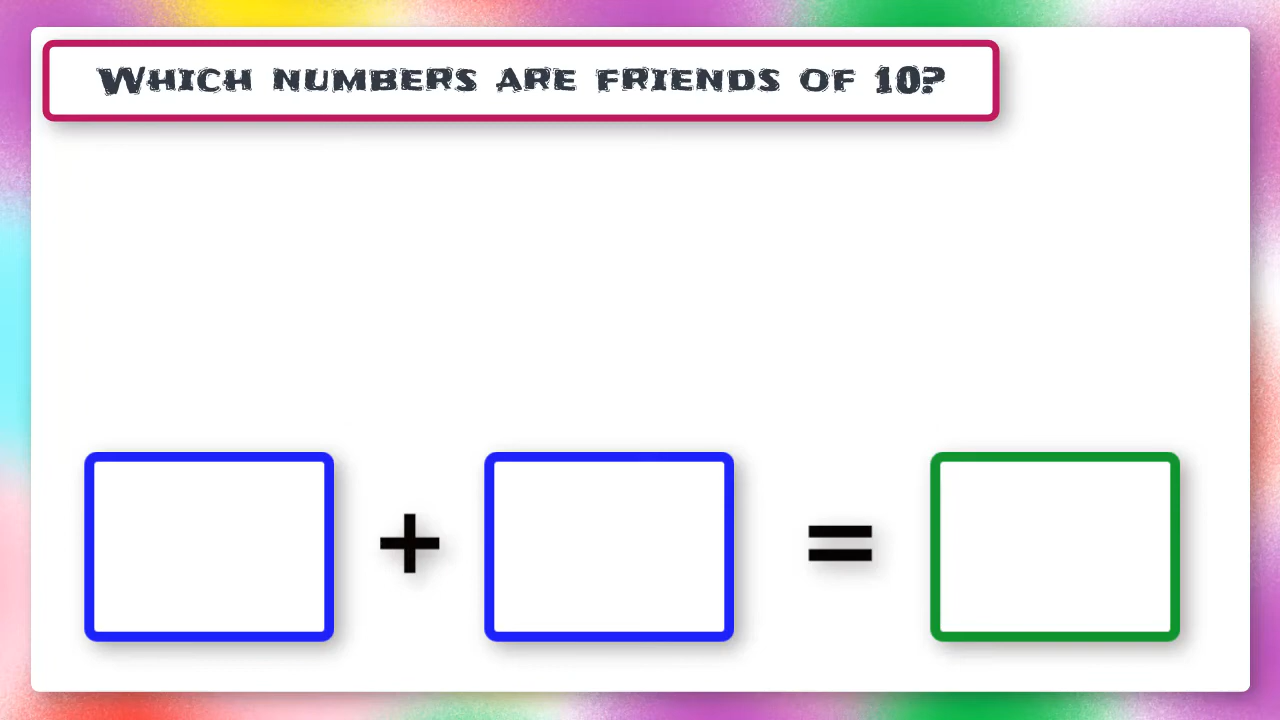 Which numbers are friends of 10?
+ =